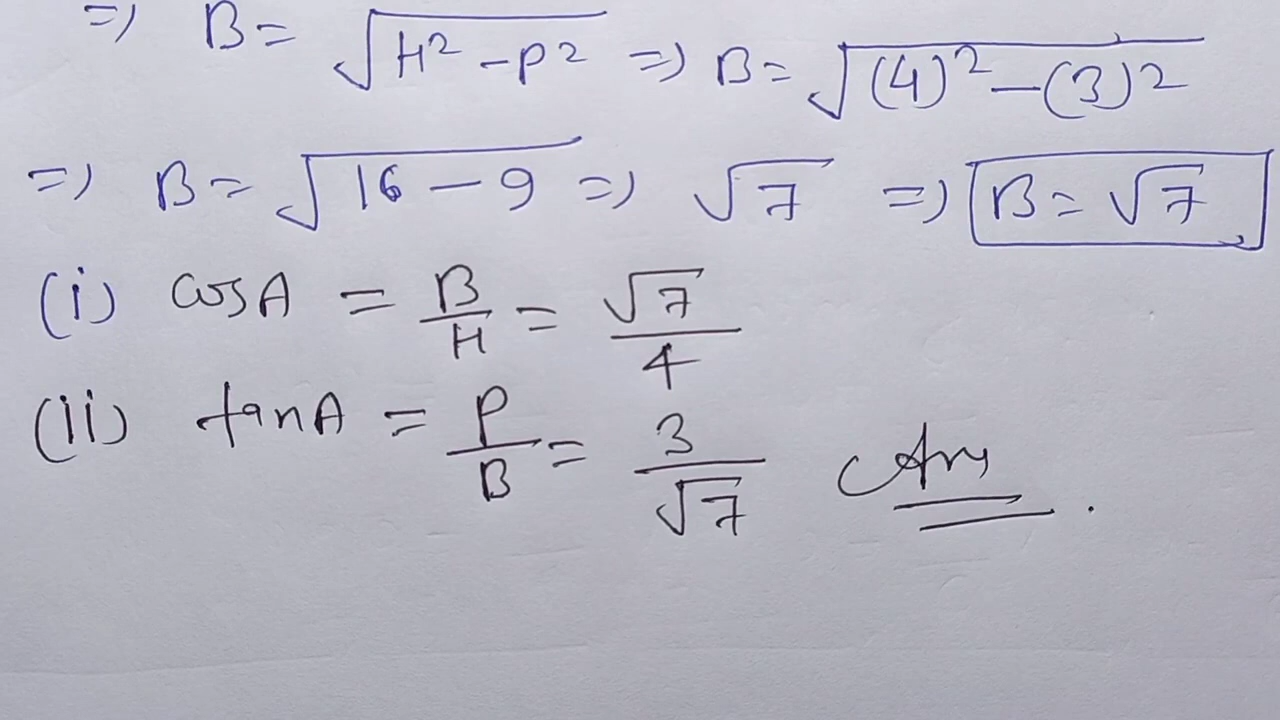 => B = √(H² - P²) => B = √((4)² - (3)²)
=> B = √(16 - 9) => √7 => B = √7
(i) cosA = B/H = √7/4
(ii) tanA = P/B = 3/√7 Ans.